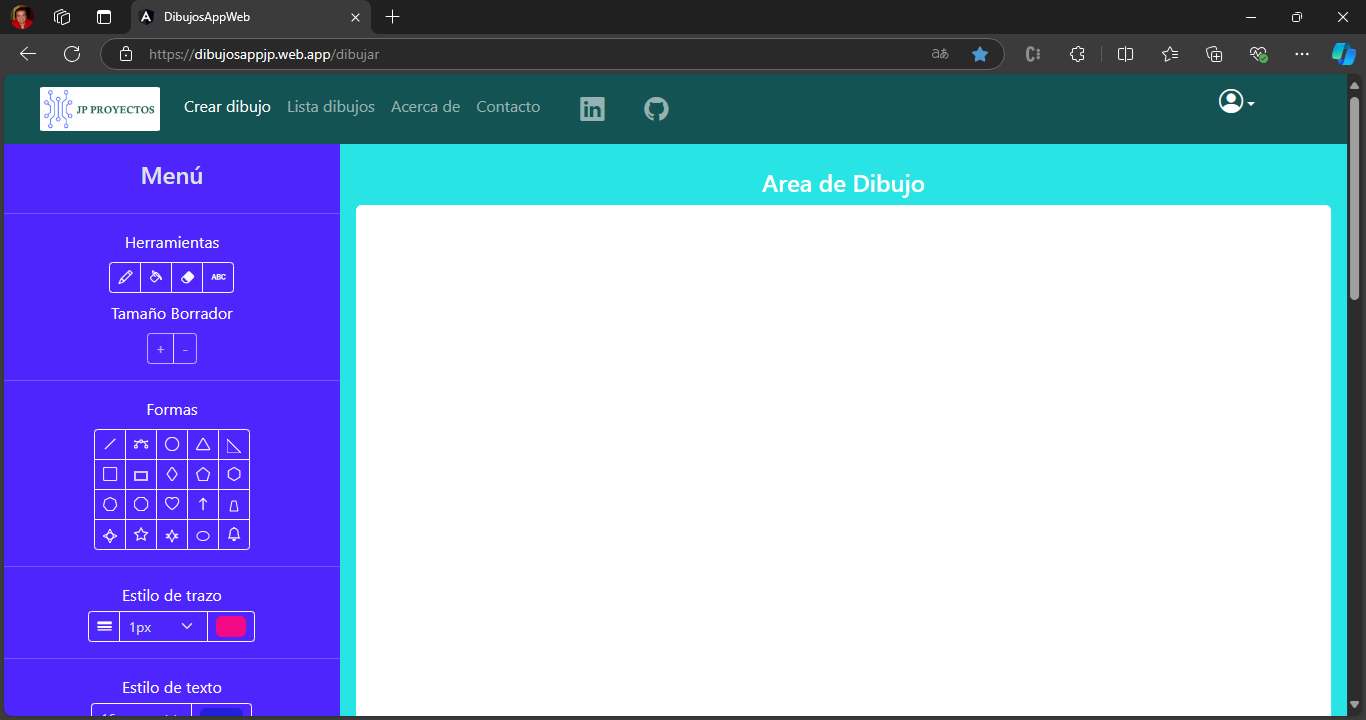 DibujosAppWeb
https://dibujosappjp.web.app/dibujar
JP PROYECTOS
Crear dibujo
Lista dibujos
Acerca de
Contacto
in
Menú
Area de Dibujo
Herramientas
ABC
Tamaño Borrador
+ -
Formas
Estilo de trazo
1px
Estilo de texto